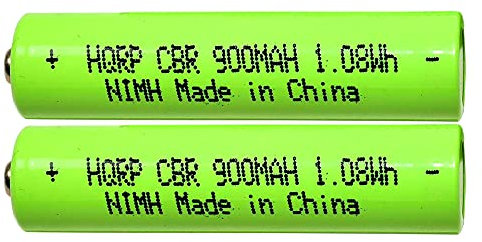 + HQRP CBR 900MAH 1.08Wh -
NIMH Made in China
+ HQRP CBR 900MAH 1.08Wh -
NIMH Made in China